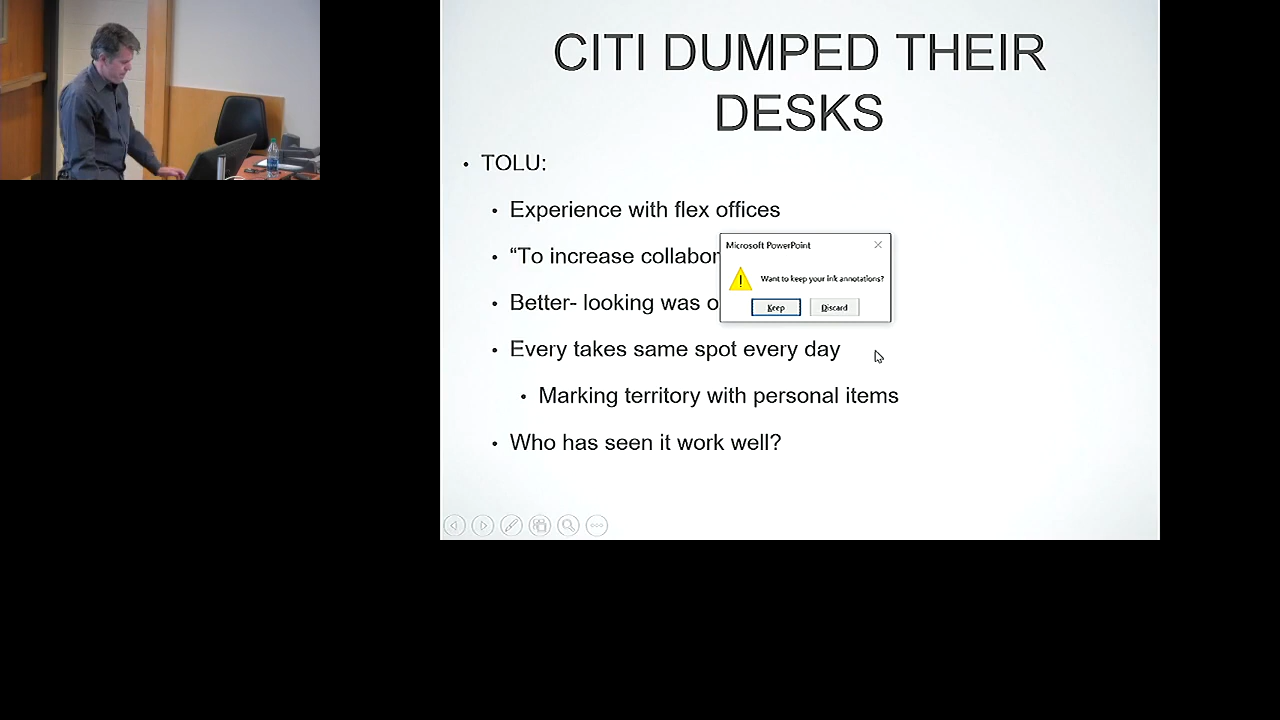 CITI DUMPED THEIR
DESKS
• TOLU:
• Experience with flex offices
• “To increase collabor
• Better- looking was o
• Every takes same spot every day
• Marking territory with personal items
• Who has seen it work well?
Microsoft PowerPoint
Want to keep your ink annotations?
Keep Discard